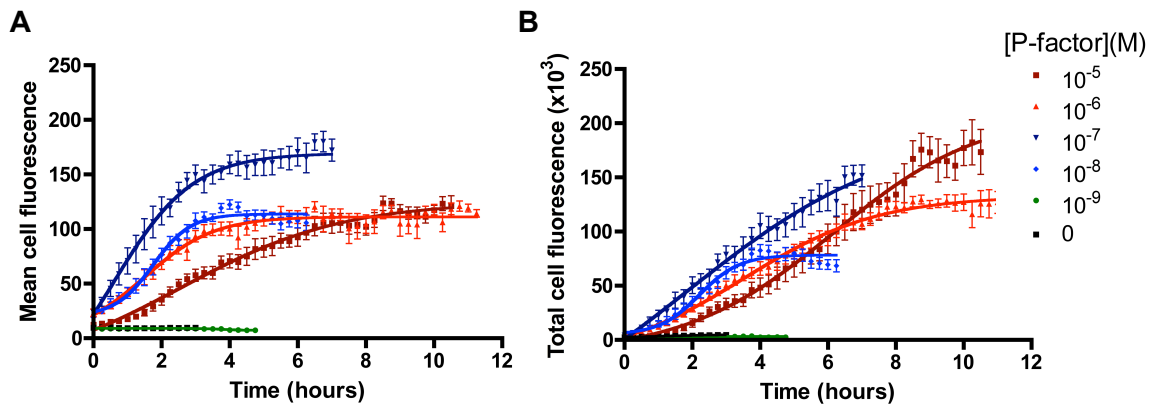 A
Mean cell fluorescence
250
200
150
100
50
0
0 2 4 6 8 10 12
Time (hours)
B
Total cell fluorescence (x10³)
250
200
150
100
50
0
0 2 4 6 8 10 12
Time (hours)
[P-factor](M)
10⁻⁵
10⁻⁶
10⁻⁷
10⁻⁸
10⁻⁹
0